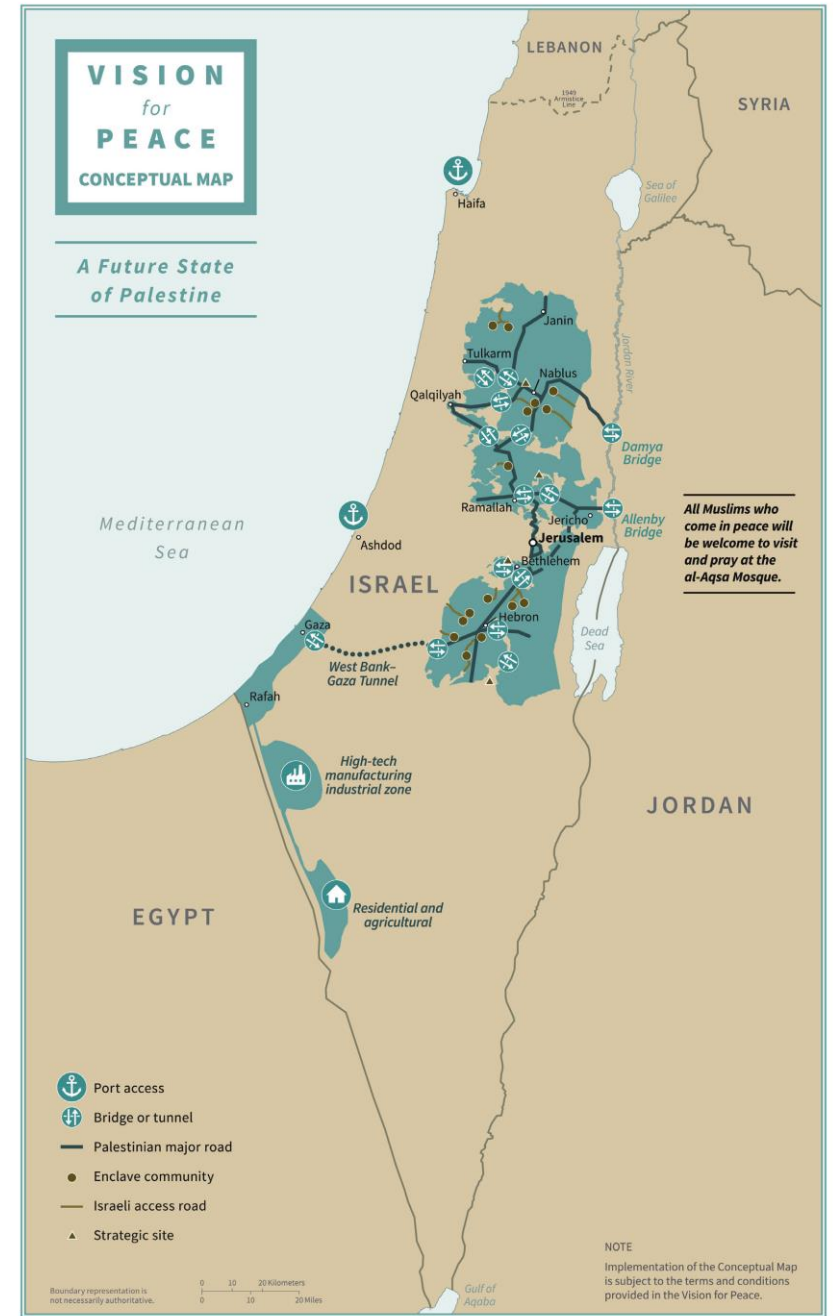 VISION
for
PEACE
CONCEPTUAL MAP
A Future State
of Palestine
LEBANON
1949
Armistice
Line
SYRIA
Sea of
Galilee
Haifa
Janin
Tulkarm
Nablus
Qalqilyah
Jordan River
Damya
Bridge
Ramallah
Jericho
Allenby
Bridge
Jerusalem
All Muslims who
come in peace will
be welcome to visit
and pray at the
al-Aqsa Mosque.
Mediterranean
Sea
Ashdod
Bethlehem
ISRAEL
Hebron
Gaza
Dead
Sea
West Bank–
Gaza Tunnel
Rafah
High-tech
manufacturing
industrial zone
JORDAN
EGYPT
Residential and
agricultural
Port access
Bridge or tunnel
Palestinian major road
Enclave community
Israeli access road
Strategic site
Boundary representation is
not necessarily authoritative.
0 10 20 Kilometers
0 10 20 Miles
Gulf of
Aqaba
NOTE
Implementation of the Conceptual Map
is subject to the terms and conditions
provided in the Vision for Peace.